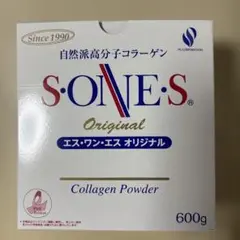 Since 1990
自然派高分子コラーゲン
S・ONE・S®
Original
エス・ワン・エス オリジナル
Collagen Powder
600g